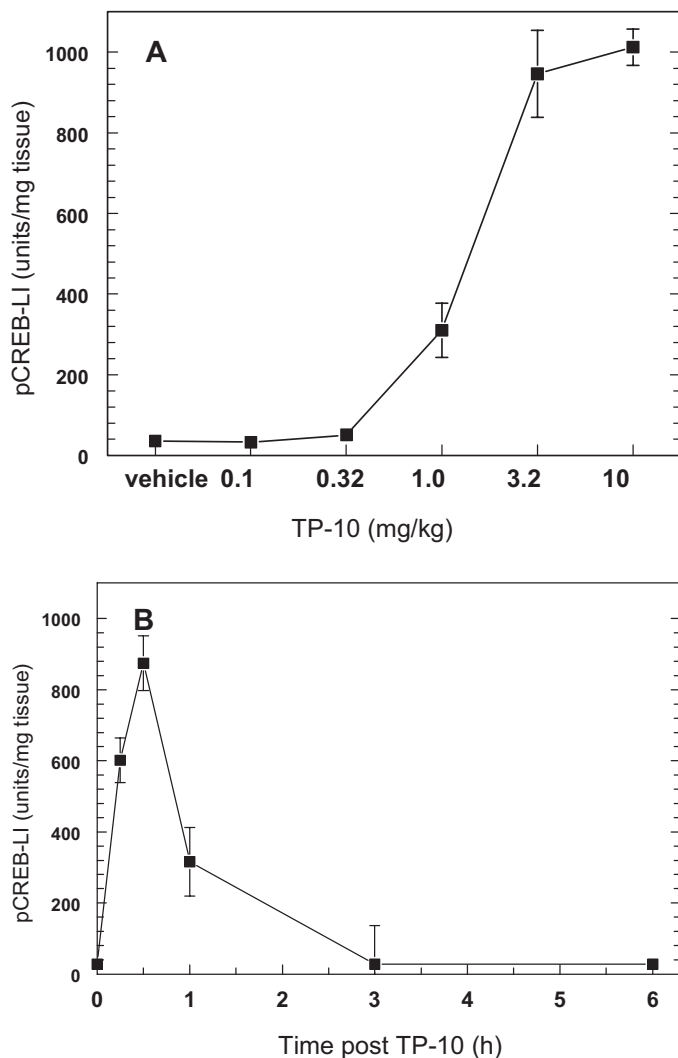 A
pCREB-LI (units/mg tissue)
1000
800
600
400
200
0
vehicle 0.1 0.32 1.0 3.2 10
TP-10 (mg/kg)
B
pCREB-LI (units/mg tissue)
1000
800
600
400
200
0
0 1 2 3 4 5 6
Time post TP-10 (h)